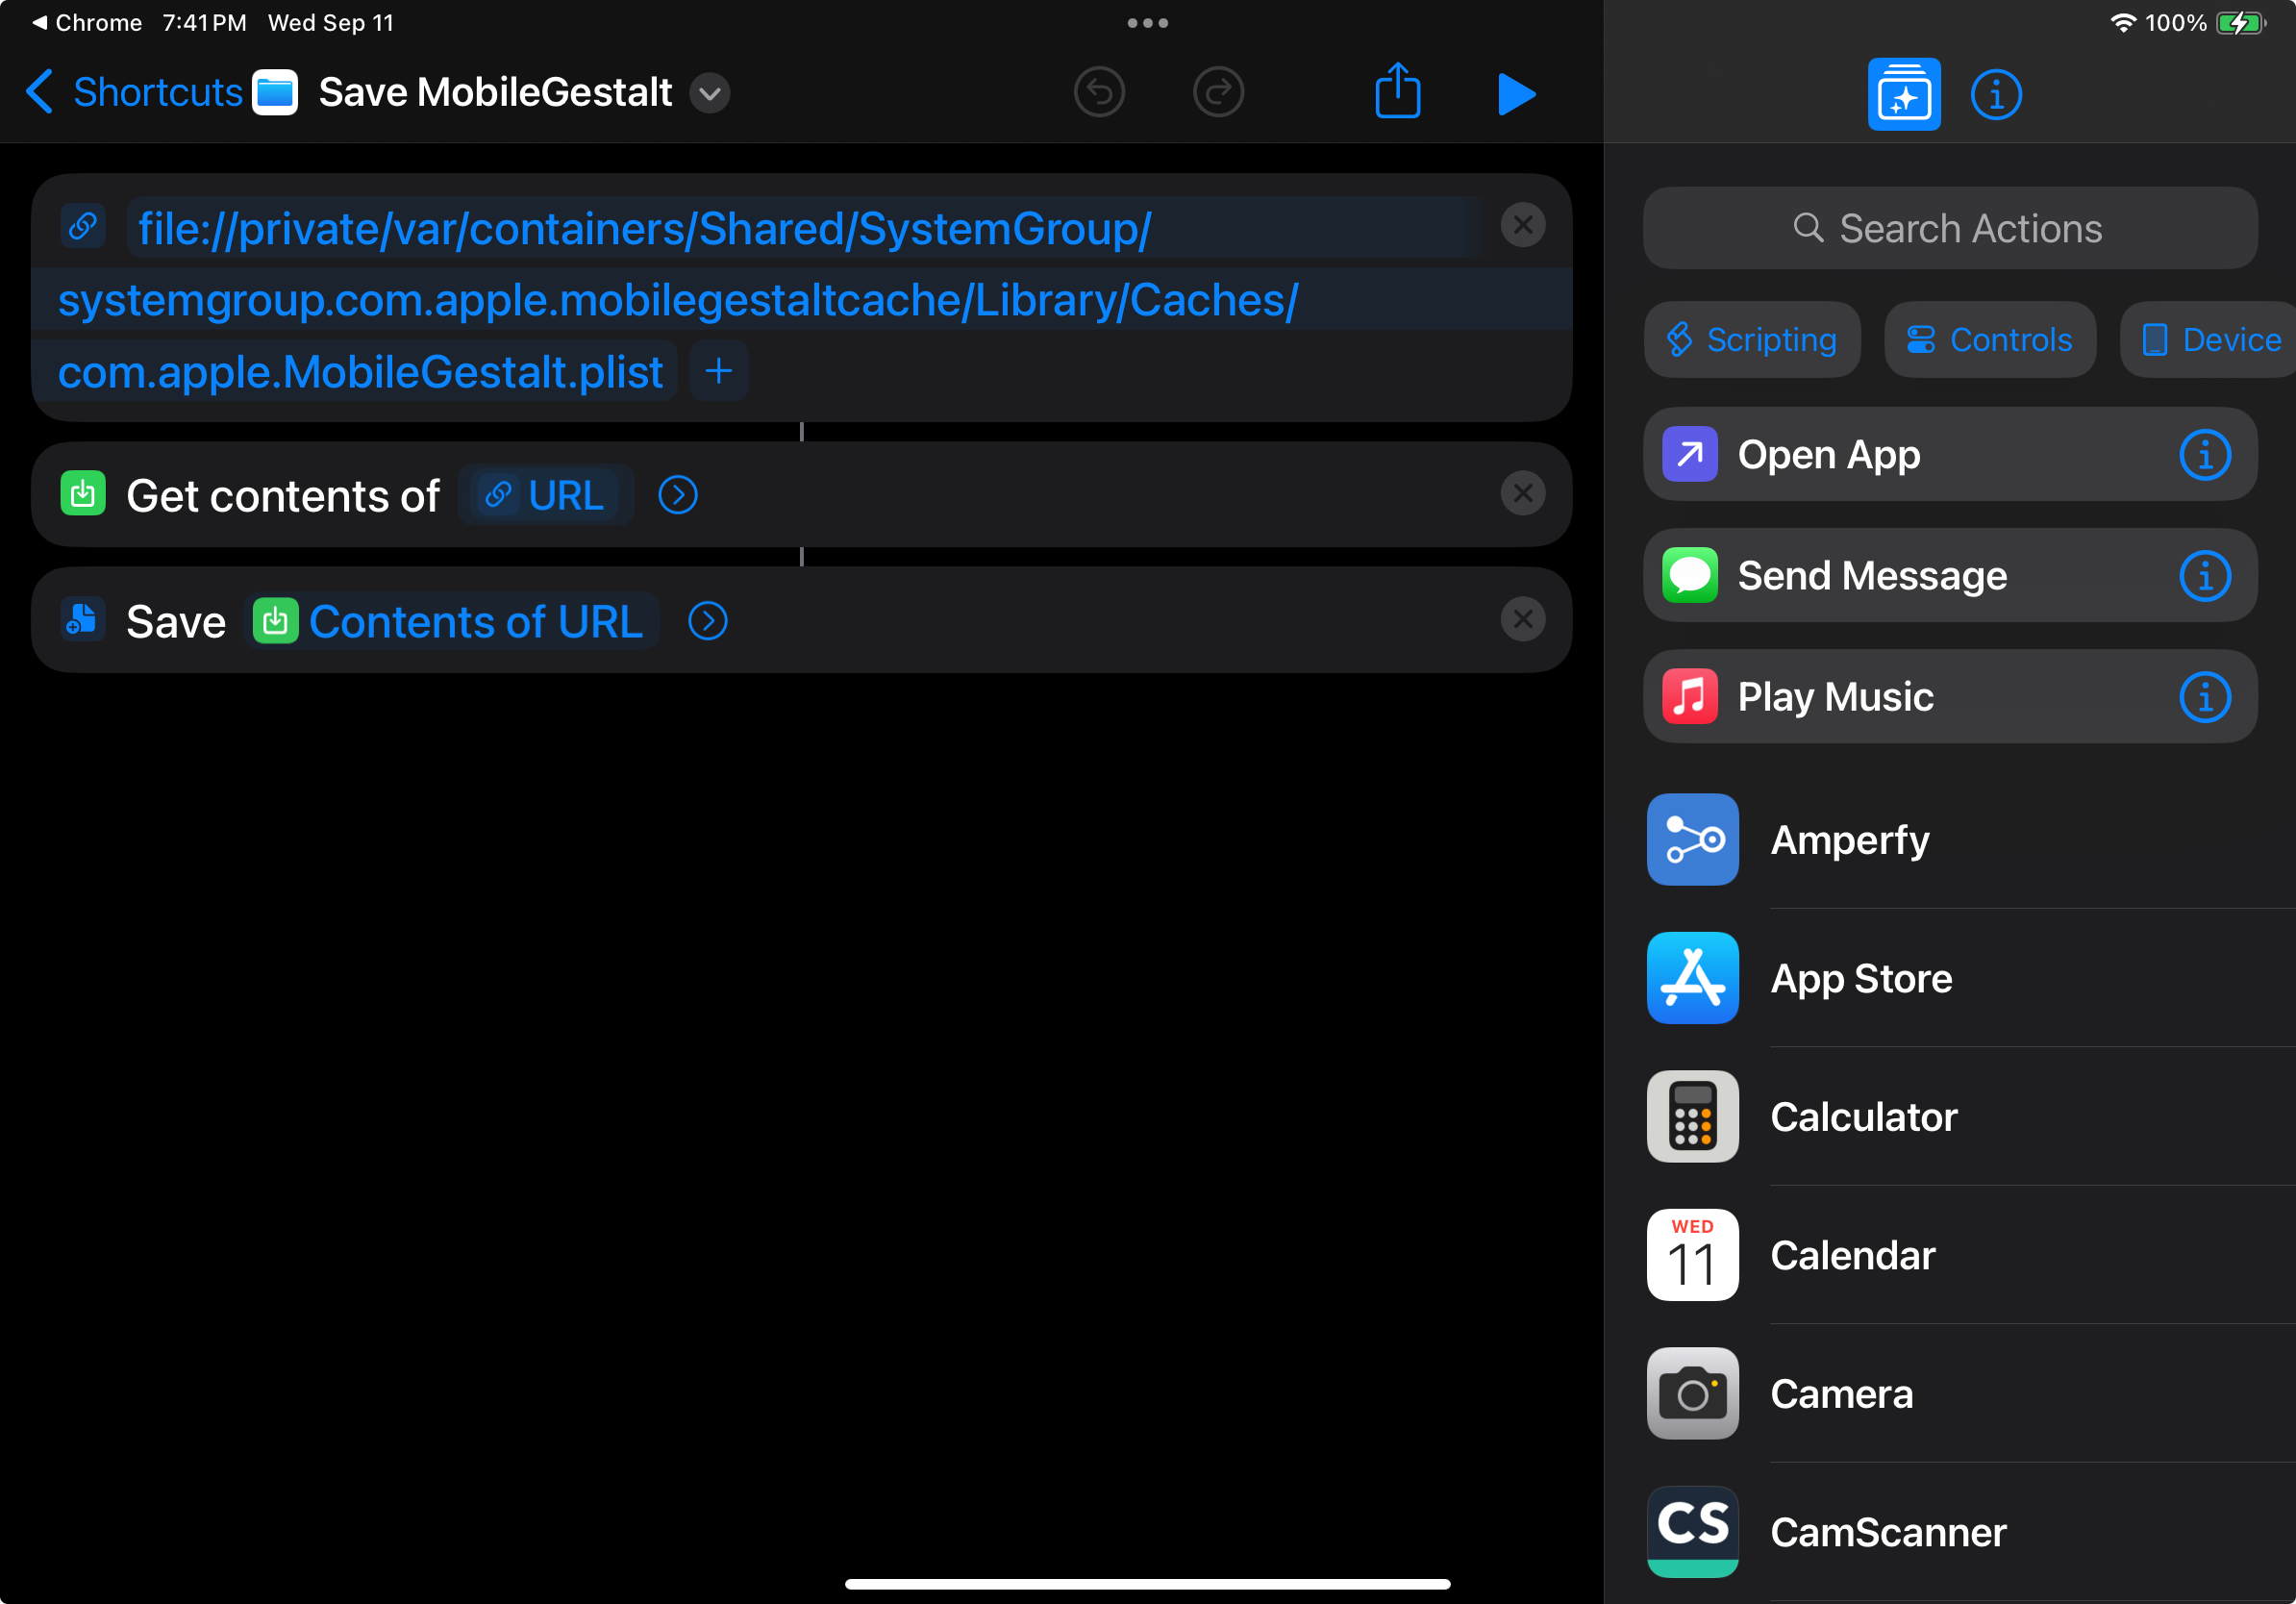 Chrome 7:41 PM Wed Sep 11
100%
Shortcuts
Save MobileGestalt
file://private/var/containers/Shared/SystemGroup/
systemgroup.com.apple.mobilegestaltcache/Library/Caches/
com.apple.MobileGestalt.plist
Get contents of URL
Save Contents of URL
Search Actions
Scripting
Controls
Device
Open App
Send Message
Play Music
Amperfy
App Store
Calculator
WED
11
Calendar
Camera
CS
CamScanner